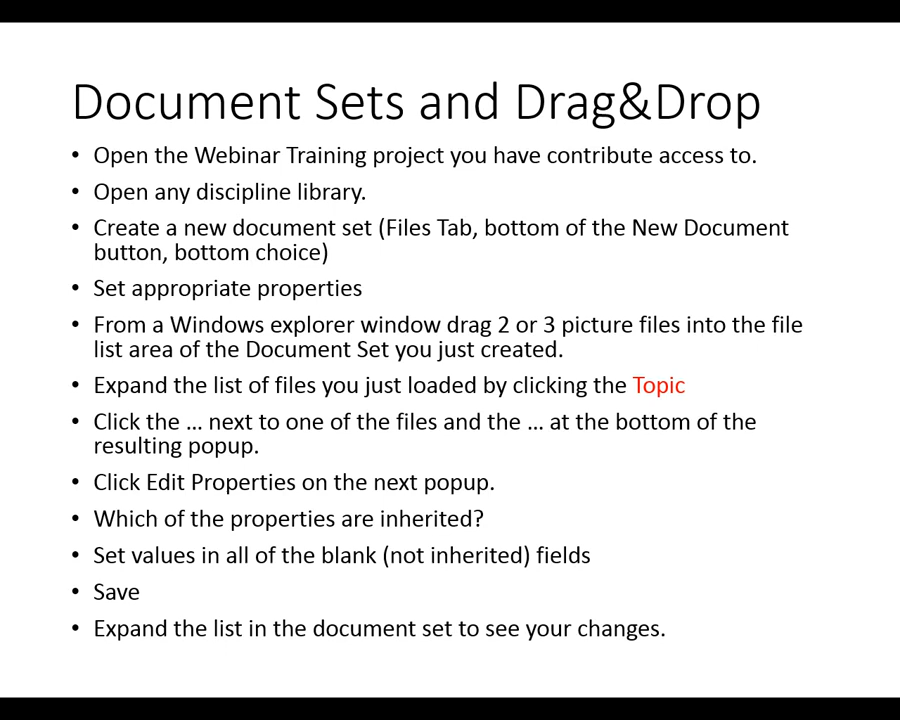 Document Sets and Drag&Drop
• Open the Webinar Training project you have contribute access to.
• Open any discipline library.
• Create a new document set (Files Tab, bottom of the New Document
button, bottom choice)
• Set appropriate properties
• From a Windows explorer window drag 2 or 3 picture files into the file
list area of the Document Set you just created.
• Expand the list of files you just loaded by clicking the Topic
• Click the ... next to one of the files and the ... at the bottom of the
resulting popup.
• Click Edit Properties on the next popup.
• Which of the properties are inherited?
• Set values in all of the blank (not inherited) fields
• Save
• Expand the list in the document set to see your changes.